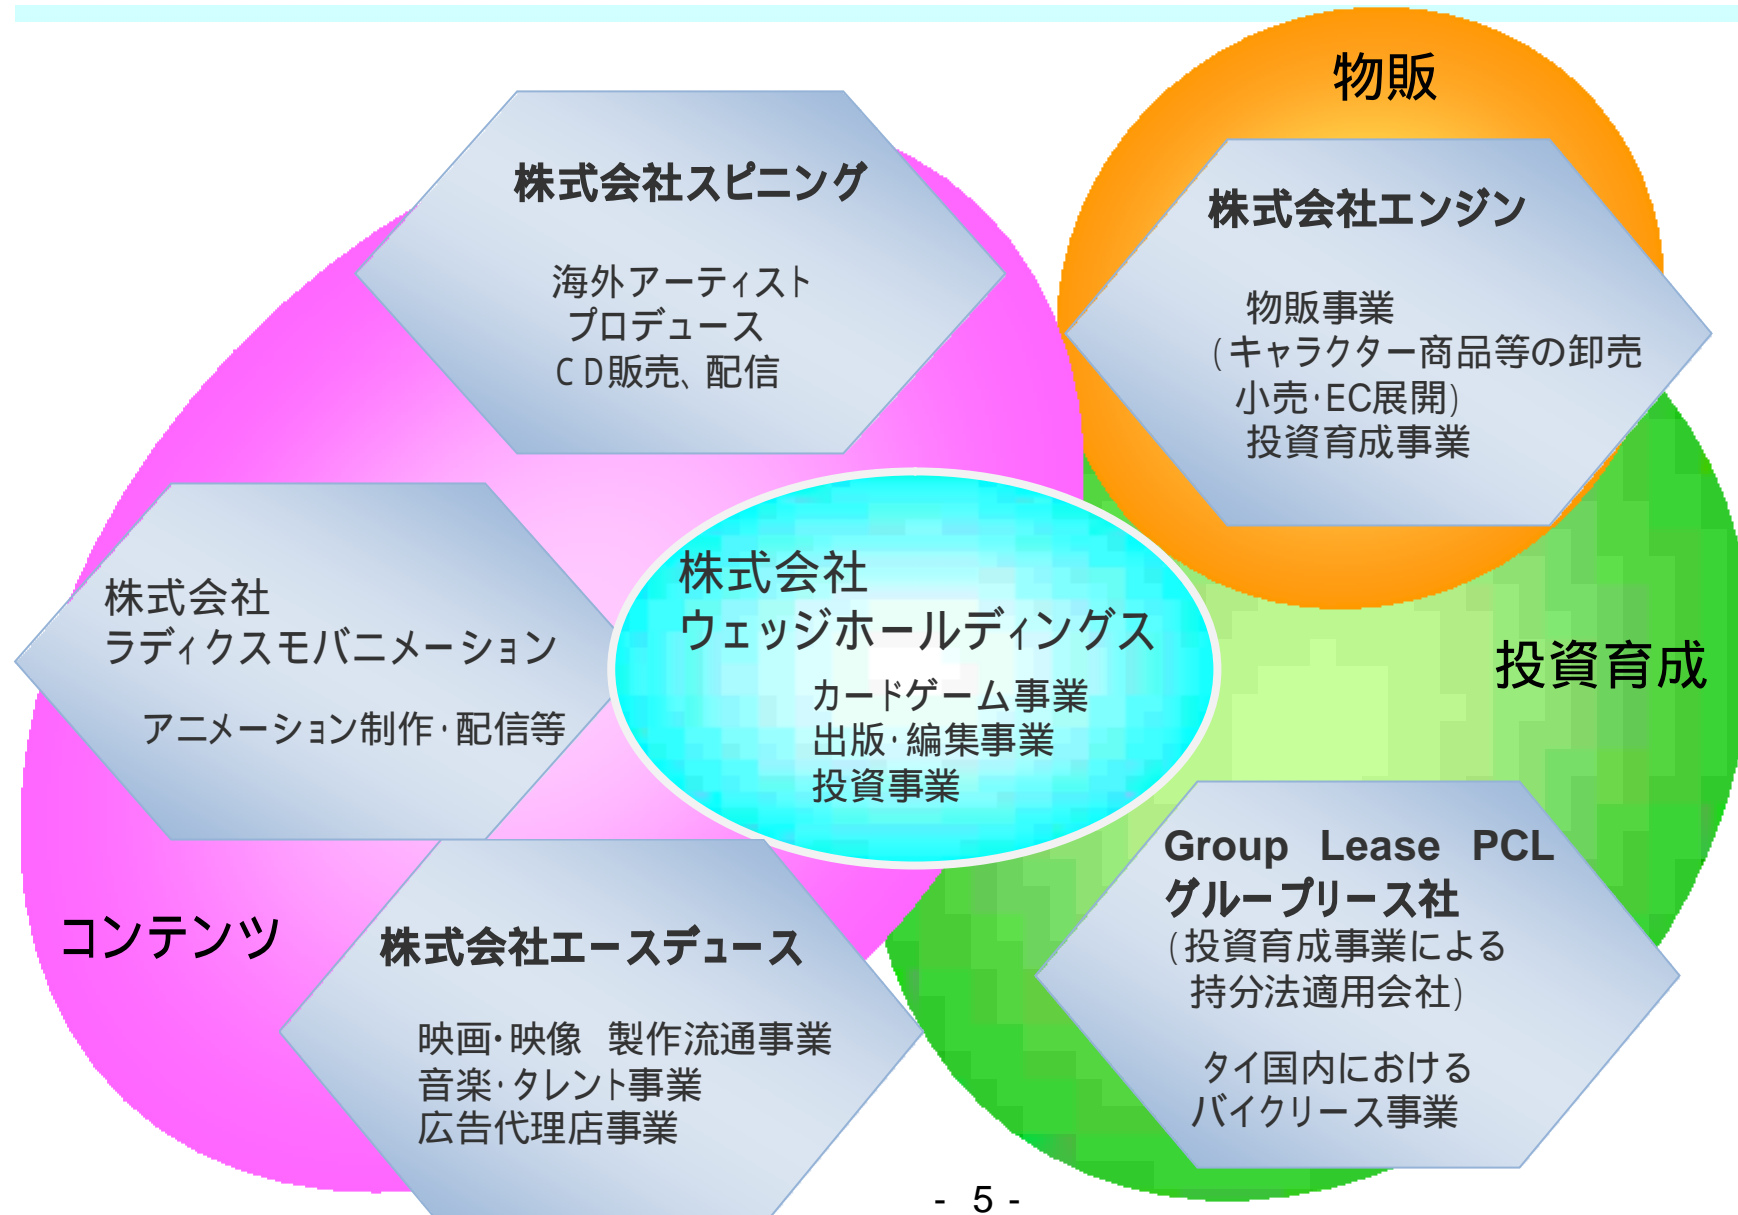 物販
株式会社スピニング
海外アーティスト
プロデュース
CD販売、配信
株式会社エンジン
物販事業
(キャラクター商品等の卸売
小売・EC展開)
投資育成事業
株式会社
ラディクスモバニメーション
アニメーション制作・配信等
株式会社
ウェッジホールディングス
カードゲーム事業
出版・編集事業
投資事業
投資育成
コンテンツ
株式会社エースデュース
映画・映像 製作流通事業
音楽・タレント事業
広告代理店事業
Group Lease PCL
グループリース社
(投資育成事業による
持分法適用会社)
タイ国内における
バイクリース事業
- 5 -